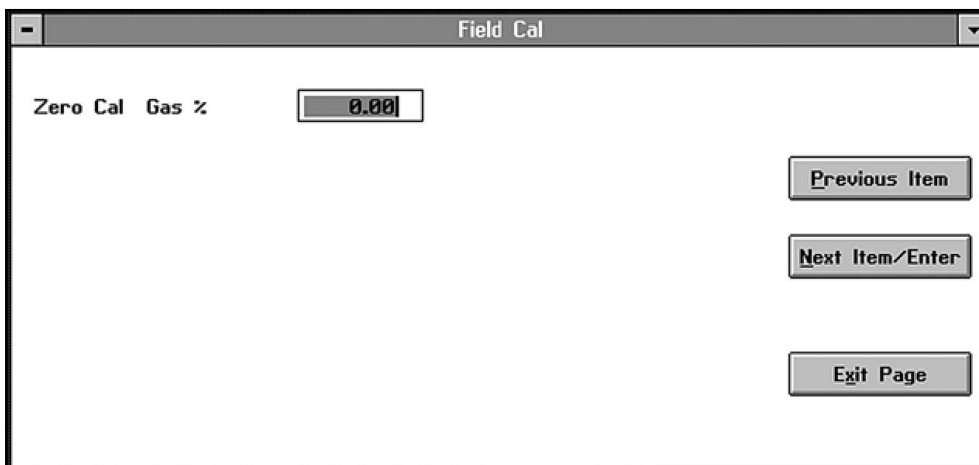 Field Cal
Zero Cal Gas % 0.00
Previous Item
Next Item/Enter
Exit Page